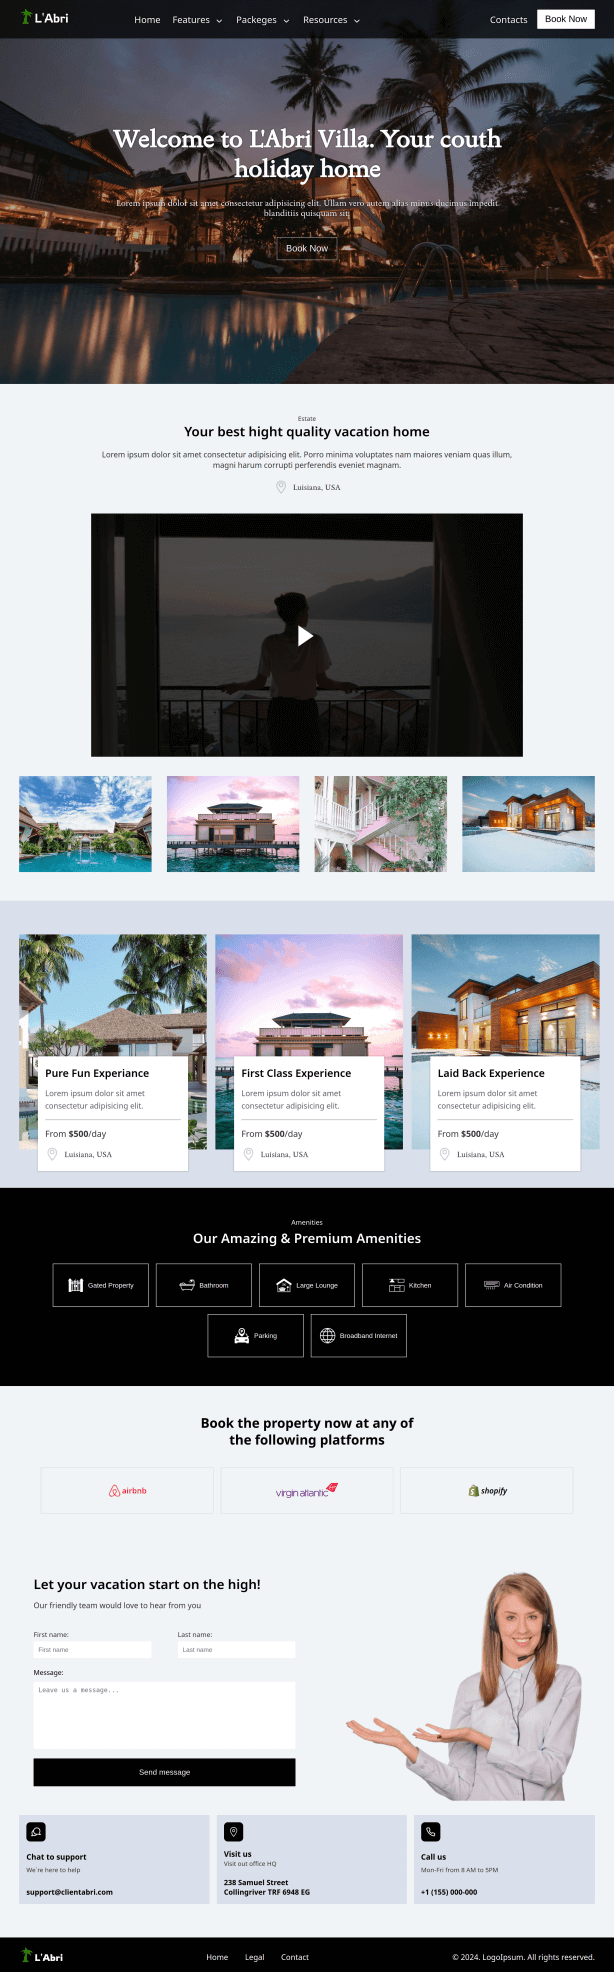 L'Abri
Home Features Packeges Resources Contacts Book Now
Welcome to L'Abri Villa. Your couth
holiday home
Lorem ipsum dolor sit amet consectetur adipisicing elit. Ullam vero autem alias minus ducimus impedit
blanditiis quisquam sit.
Book Now
Estate
Your best hight quality vacation home
Lorem ipsum dolor sit amet consectetur adipisicing elit. Porro minima voluptates nam maiores veniam quas illum,
magni harum corrupti perferendis eveniet magnam.
Luisiana, USA
Pure Fun Experiance
Lorem ipsum dolor sit amet
consectetur adipisicing elit.
From $500/day
Luisiana, USA
First Class Experience
Lorem ipsum dolor sit amet
consectetur adipisicing elit.
From $500/day
Luisiana, USA
Laid Back Experience
Lorem ipsum dolor sit amet
consectetur adipisicing elit.
From $500/day
Luisiana, USA
Amenities
Our Amazing & Premium Amenities
Gated Property
Bathroom
Large Lounge
Kitchen
Air Condition
Parking
Broadband Internet
Book the property now at any of
the following platforms
airbnb
virgin atlantic
shopify
Let your vacation start on the high!
Our friendly team would love to hear from you
First name: Last name:
First name Last name
Message:
Leave us a message...
Send message
Chat to support
We're here to help
support@clientabri.com
Visit us
Visit out office HQ
238 Samuel Street
Collingriver TRF 6948 EG
Call us
Mon-Fri from 8 AM to 5PM
+1 (155) 000-000
L'Abri
Home Legal Contact
© 2024. LogoIpsum. All rights reserved.